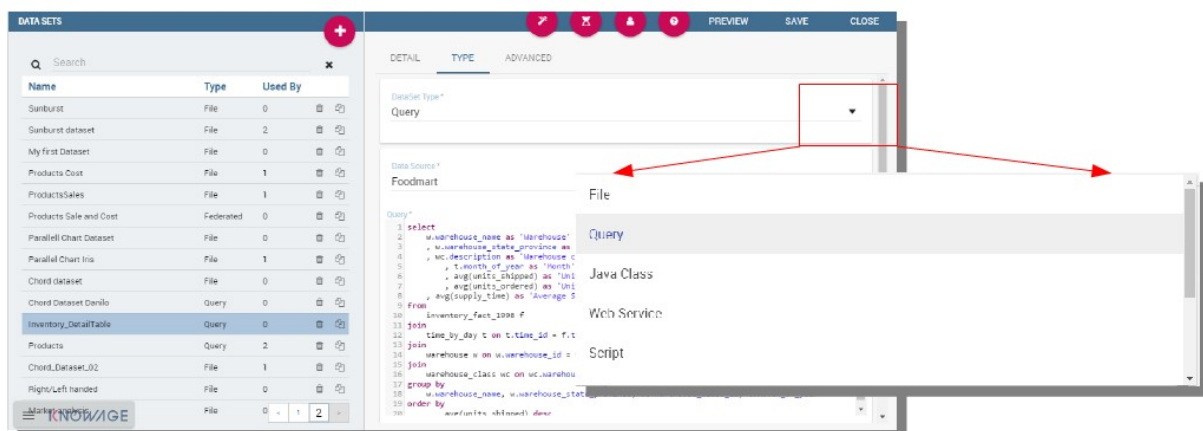 DATA SETS
PREVIEW SAVE CLOSE
Search
Name Type Used By
Sunburst File 0
Sunburst dataset File 2
My first Dataset File 0
Products Cost File 1
ProductsSales File 1
Products Sale and Cost Federated 0
Parallell Chart Dataset File 0
Parallel Chart Iris File 1
Chord dataset File 0
Chord Dataset Danilo Query 0
Inventory_DetailTable Query 0
Products Query 2
Chord_Dataset_02 File 1
Right/Left handed File 0
Market analysis File 0
KNOWAGE
1 2
DETAIL TYPE ADVANCED
DataSet Type *
Query
Data Source *
Foodmart
Query *
1 select
2 w.warehouse_name as 'Warehouse'
3 , w.warehouse_state_province as
4 , wc.description as 'Warehouse c
5 , t.month_of_year as 'Month'
6 , avg(units_shipped) as 'Uni
7 , avg(units_ordered) as 'Uni
8 , avg(supply_time) as 'Average S
9 from
10 inventory_fact_1998 f
11 join
12 time_by_day t on t.time_id = f.t
13 join
14 warehouse w on w.warehouse_id =
15 join
16 warehouse_class wc on wc.warehou
17 group by
18 w.warehouse_name, w.warehouse_stat
19 order by
20 avg(units_shipped) desc
File
Query
Java Class
Web Service
Script